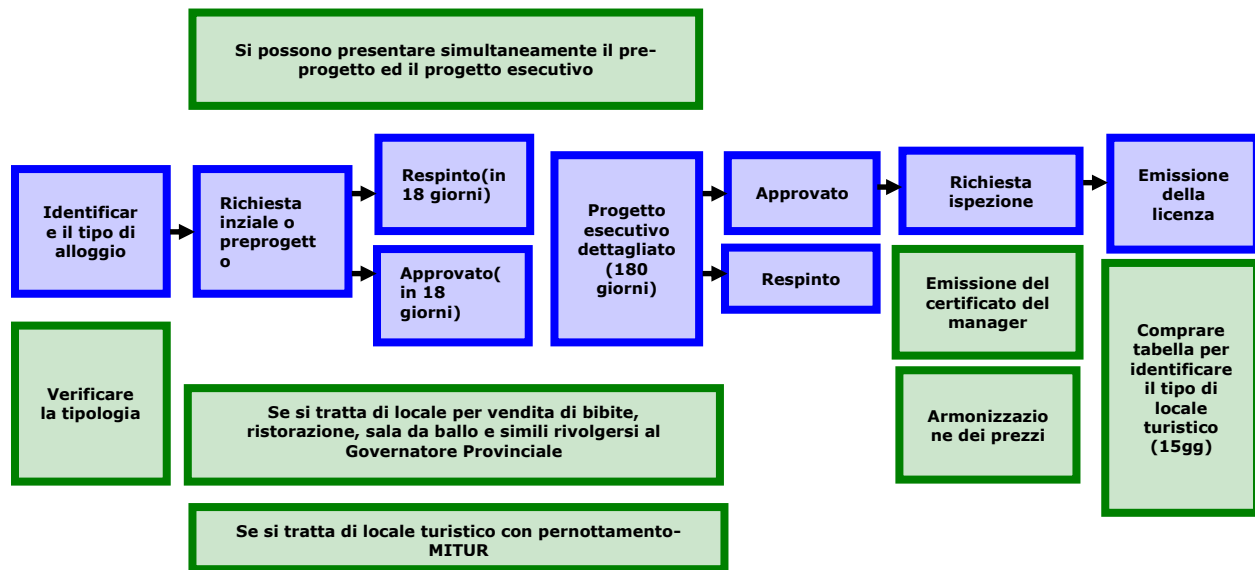 Si possono presentare simultaneamente il pre-
progetto ed il progetto esecutivo
Identificar
e il tipo di
alloggio
Richiesta
inziale o
preprogett
o
Respinto(in
18 giorni)
Approvato(
in 18
giorni)
Progetto
esecutivo
dettagliato
(180
giorni)
Approvato
Respinto
Richiesta
ispezione
Emissione
della
licenza
Verificare
la tipologia
Se si tratta di locale per vendita di bibite,
ristorazione, sala da ballo e simili rivolgersi al
Governatore Provinciale
Se si tratta di locale turistico con pernottamento-
MITUR
Emissione del
certificato del
manager
Armonizzazio
ne dei prezzi
Comprare
tabella per
identificare
il tipo di
locale
turistico
(15gg)